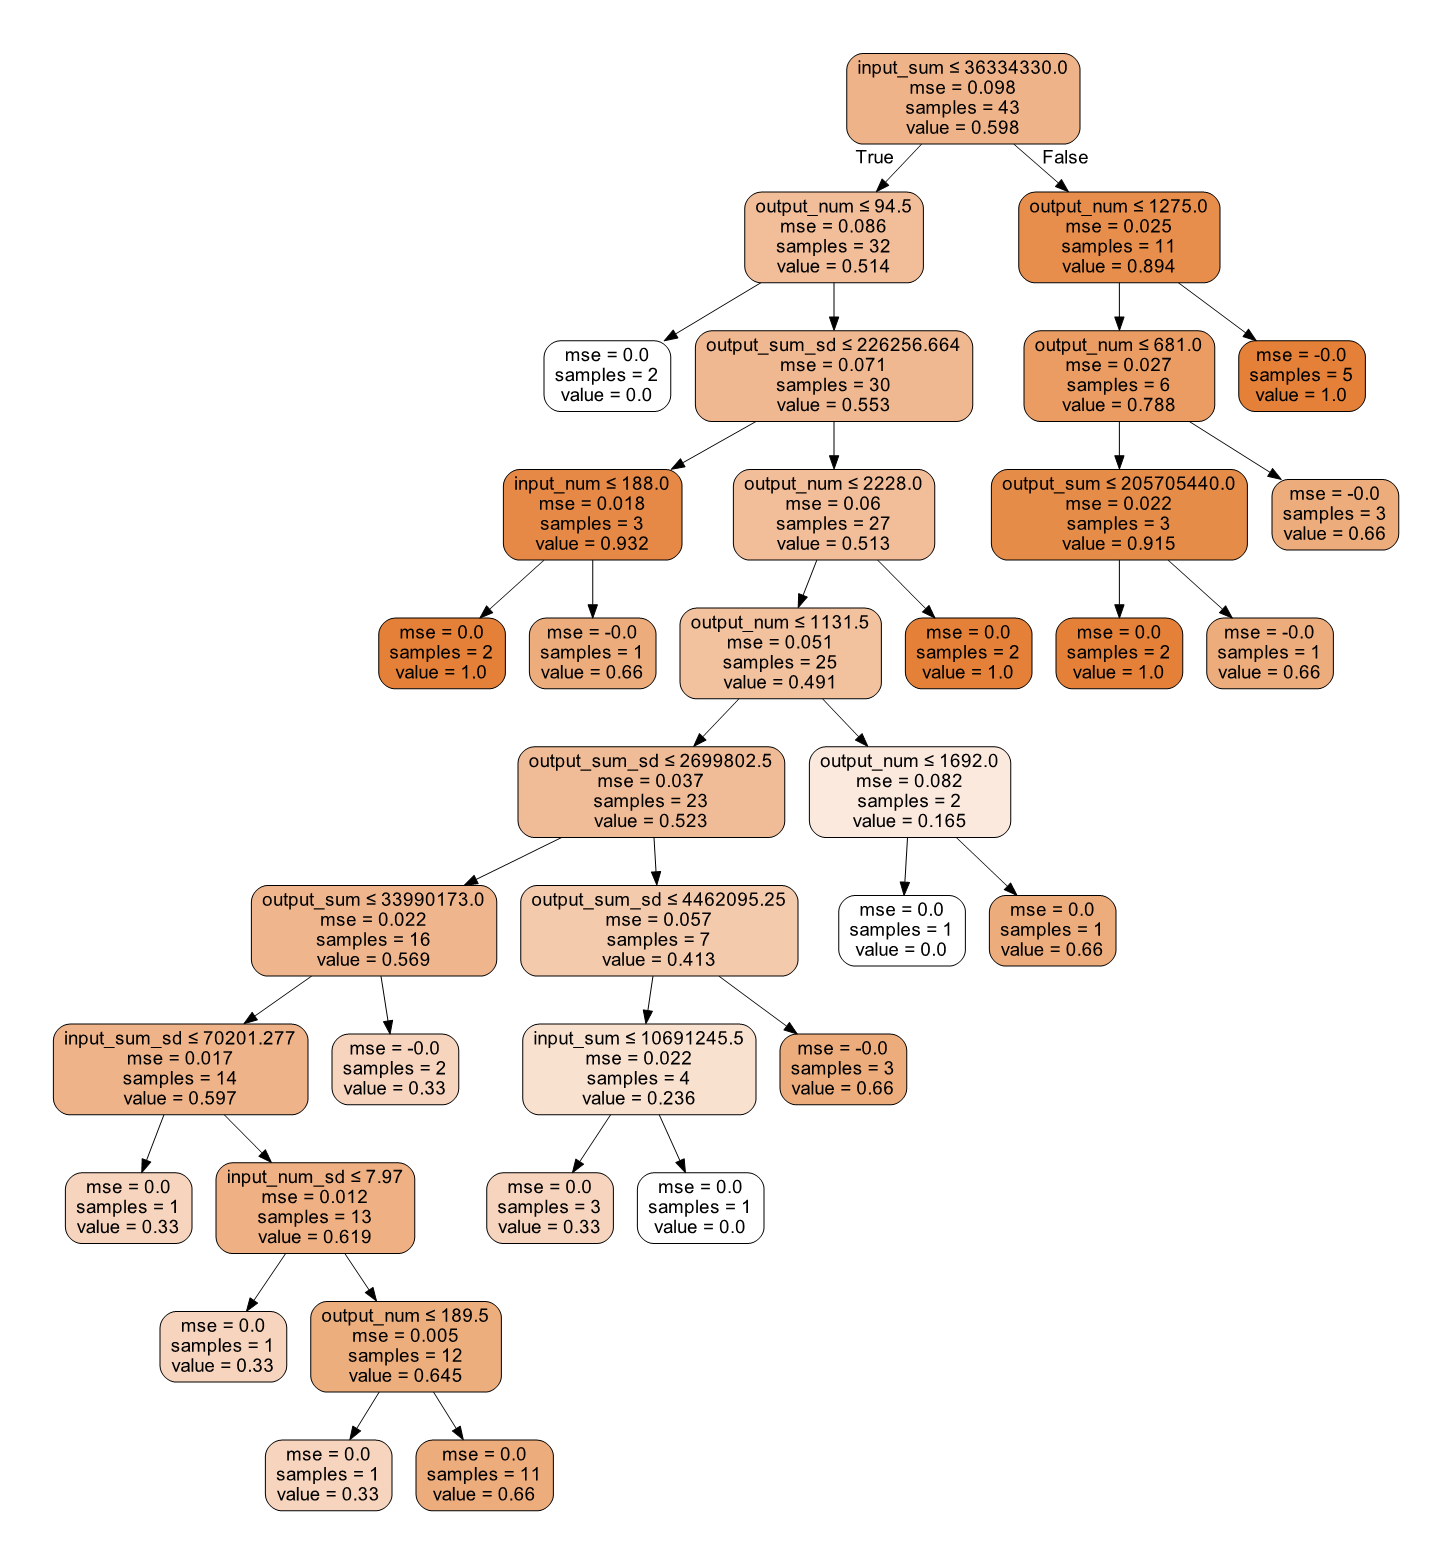 input_sum ≤ 36334330.0
mse = 0.098
samples = 43
value = 0.598
True
False
output_num ≤ 94.5
mse = 0.086
samples = 32
value = 0.514
output_num ≤ 1275.0
mse = 0.025
samples = 11
value = 0.894
mse = 0.0
samples = 2
value = 0.0
output_sum_sd ≤ 226256.664
mse = 0.071
samples = 30
value = 0.553
output_num ≤ 681.0
mse = 0.027
samples = 6
value = 0.788
mse = -0.0
samples = 5
value = 1.0
input_num ≤ 188.0
mse = 0.018
samples = 3
value = 0.932
output_num ≤ 2228.0
mse = 0.06
samples = 27
value = 0.513
output_sum ≤ 205705440.0
mse = 0.022
samples = 3
value = 0.915
mse = -0.0
samples = 3
value = 0.66
mse = 0.0
samples = 2
value = 1.0
mse = -0.0
samples = 1
value = 0.66
output_num ≤ 1131.5
mse = 0.051
samples = 25
value = 0.491
mse = 0.0
samples = 2
value = 1.0
mse = 0.0
samples = 2
value = 1.0
mse = -0.0
samples = 1
value = 0.66
output_sum_sd ≤ 2699802.5
mse = 0.037
samples = 23
value = 0.523
output_num ≤ 1692.0
mse = 0.082
samples = 2
value = 0.165
output_sum ≤ 33990173.0
mse = 0.022
samples = 16
value = 0.569
output_sum_sd ≤ 4462095.25
mse = 0.057
samples = 7
value = 0.413
mse = 0.0
samples = 1
value = 0.0
mse = 0.0
samples = 1
value = 0.66
input_sum_sd ≤ 70201.277
mse = 0.017
samples = 14
value = 0.597
mse = -0.0
samples = 2
value = 0.33
input_sum ≤ 10691245.5
mse = 0.022
samples = 4
value = 0.236
mse = -0.0
samples = 3
value = 0.66
mse = 0.0
samples = 1
value = 0.33
input_num_sd ≤ 7.97
mse = 0.012
samples = 13
value = 0.619
mse = 0.0
samples = 3
value = 0.33
mse = 0.0
samples = 1
value = 0.0
mse = 0.0
samples = 1
value = 0.33
output_num ≤ 189.5
mse = 0.005
samples = 12
value = 0.645
mse = 0.0
samples = 1
value = 0.33
mse = 0.0
samples = 11
value = 0.66